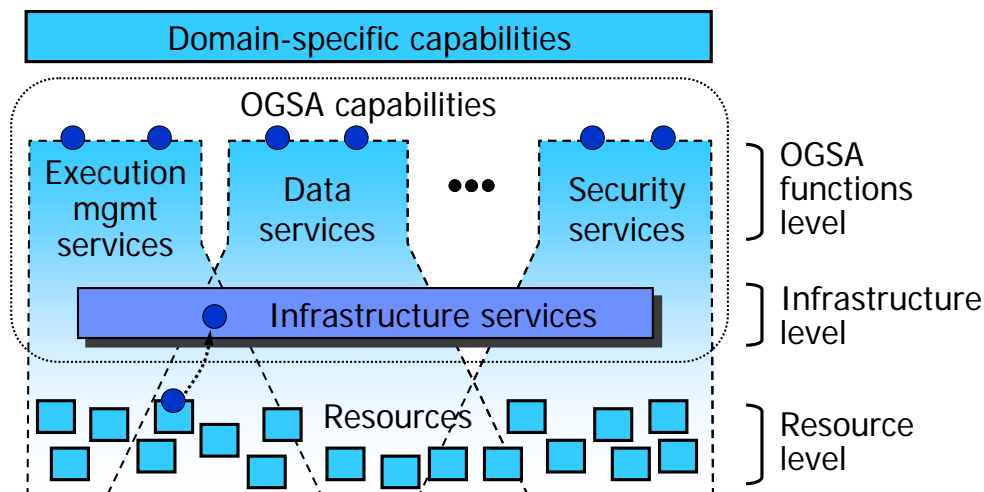 Domain-specific capabilities
OGSA capabilities
Execution
mgmt
services
Data
services
Security
services
OGSA
functions
level
Infrastructure services
Infrastructure
level
Resources
Resource
level